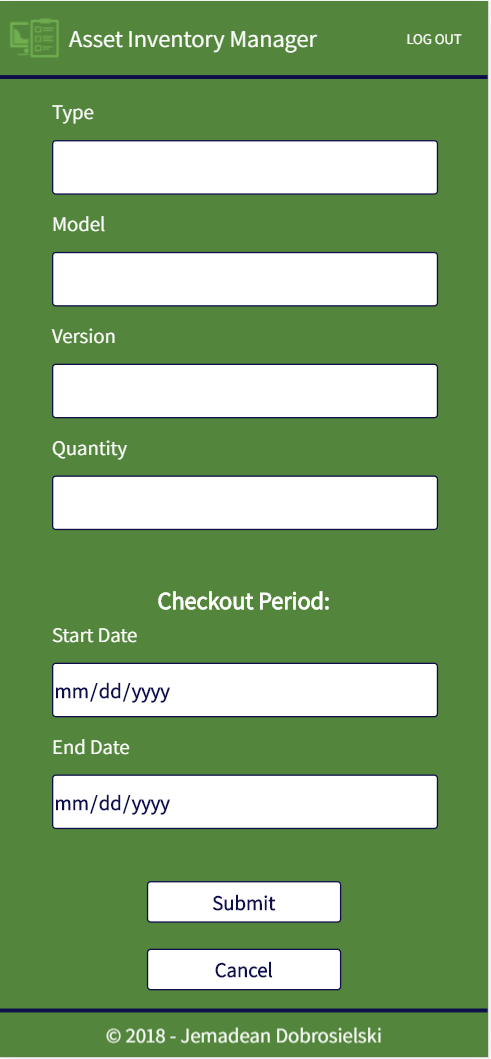 Asset Inventory Manager
LOG OUT
Type
Model
Version
Quantity
Checkout Period:
Start Date
mm/dd/yyyy
End Date
mm/dd/yyyy
Submit
Cancel
© 2018 - Jemadean Dobrosielski